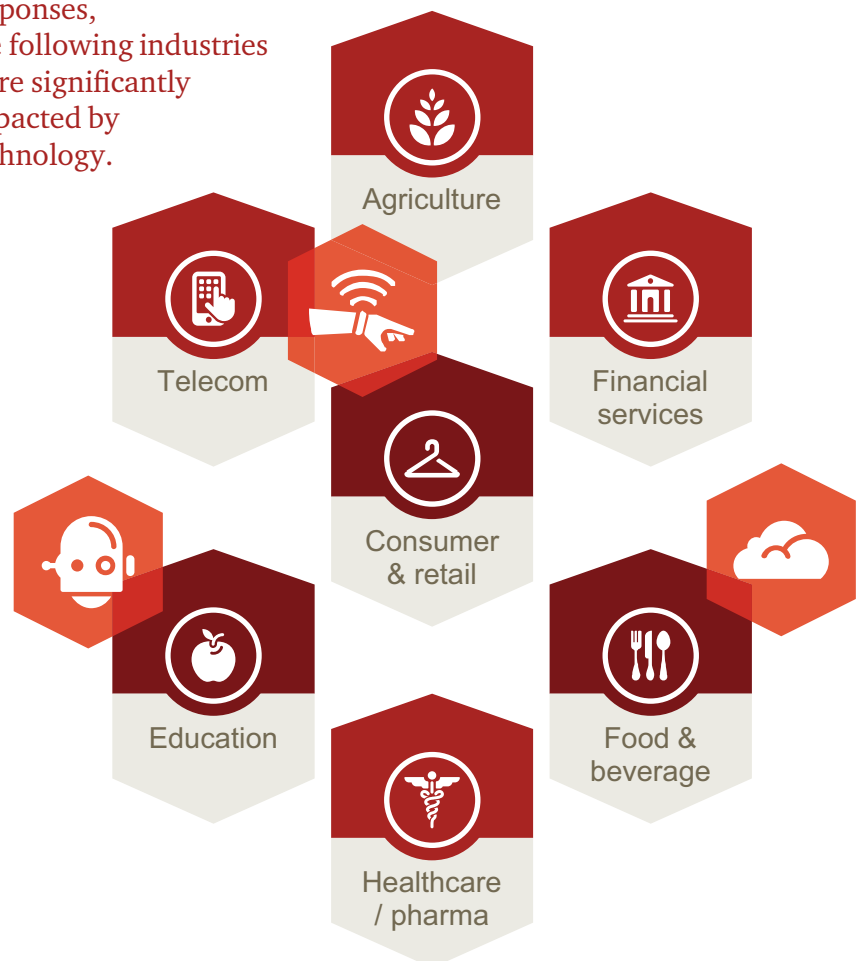 ponses,
following industries
re significantly
pacted by
hnology.
Agriculture
Telecom
Financial
services
Consumer
& retail
Education
Food &
beverage
Healthcare
/ pharma